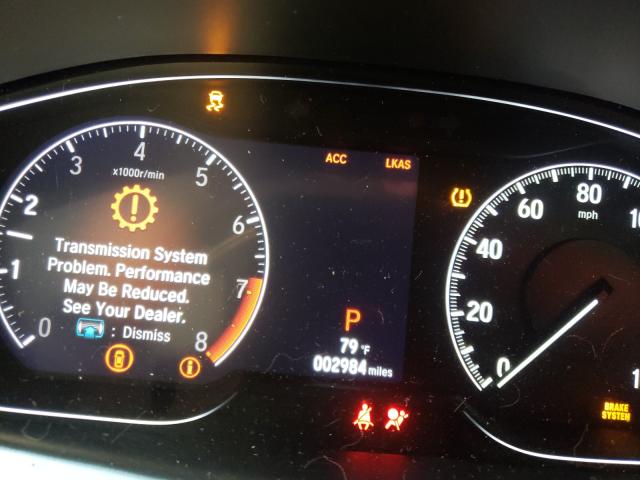 ACC LKAS
0 1 2 3 4 5 6 7 8
x1000r/min
Transmission System
Problem. Performance
May Be Reduced.
See Your Dealer.
: Dismiss
P
79 °F
002984 miles
0 20 40 60 80
mph
BRAKE
SYSTEM